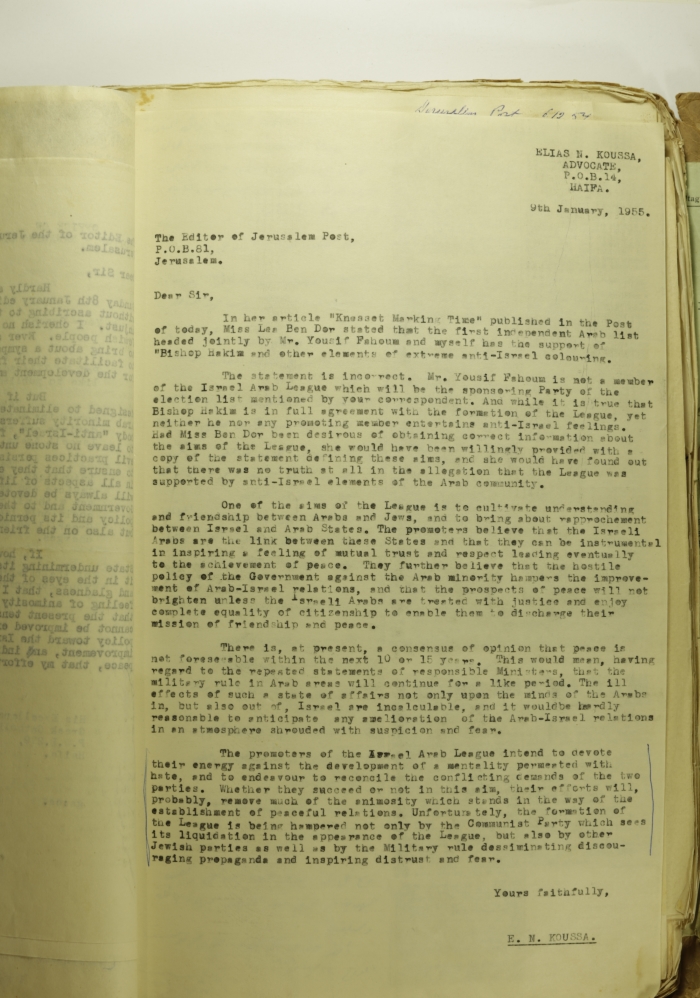 Jerusalem Post
ELIAS N. KOUSSA,
ADVOCATE,
P.O.B.14,
HAIFA.
9th January, 1955.
The Editor of Jerusalem Post,
P.O.B.81,
Jerusalem.
Dear Sir,
In her article "Knesset Marking Time" published in the Post
of today, Miss Lea Ben Dor stated that the first independent Arab list
headed jointly by Mr. Yousif Fahoum and myself has the support of
"Bishop Hakim and other elements of extreme anti-Israel colouring.
The statement is incorrect. Mr. Yousif Fahoum is not a member
of the Israel Arab League which will be the sponsoring Party of the
election list mentioned by your correspondent. And while it is true that
Bishop Hakim is in full agreement with the formation of the League, yet
neither he nor any promoting member entertains anti-Israel feelings.
Had Miss Ben Dor been desirous of obtaining correct information about
the aims of the League, she would have been willingly provided with a
copy of the statement defining these aims, and she would have found out
that there was no truth at all in the allegation that the League was
supported by anti-Israel elements of the Arab community.
One of the aims of the League is to cultivate understanding
and friendship between Arabs and Jews, and to bring about rapprochement
between Israel and Arab States. The promoters believe that the Israeli
Arabs are the link between these States and that they can be instrumental
in inspiring a feeling of mutual trust and respect leading eventually
to the achievement of peace. They further believe that the hostile
policy of the Government against the Arab minority hampers the improve-
ment of Arab-Israel relations, and that the prospects of peace will not
brighten unless the Israeli Arabs are treated with justice and enjoy
complete equality of citizenship to enable them to discharge their
mission of friendship and peace.
There is, at present, a consensus of opinion that peace is
not foreseeable within the next 10 or 15 years. This would mean, having
regard to the repeated statements of responsible Ministers, that the
military rule in Arab areas will continue for a like period. The ill
effects of such a state of affairs not only upon the minds of the Arabs
in, but also out of, Israel are incalculable, and it wouldbe hardly
reasonable to anticipate any amelioration of the Arab-Israel relations
in an atmosphere shrouded with suspicion and fear.
The promoters of the Israel Arab League intend to devote
their energy against the development of a mentality permeated with
hate, and to endeavour to reconcile the conflicting demands of the two
parties. Whether they succeed or not in this aim, their efforts will,
probably, remove much of the animosity which stands in the way of the
establishment of peaceful relations. Unfortunately, the formation of
the League is being hampered not only by the Communist Party which sees
its liquidation in the appearance of the League, but also by other
Jewish parties as well as by the Military rule dessiminating discou-
raging propaganda and inspiring distrust and fear.
Yours faithfully,
E. N. KOUSSA.